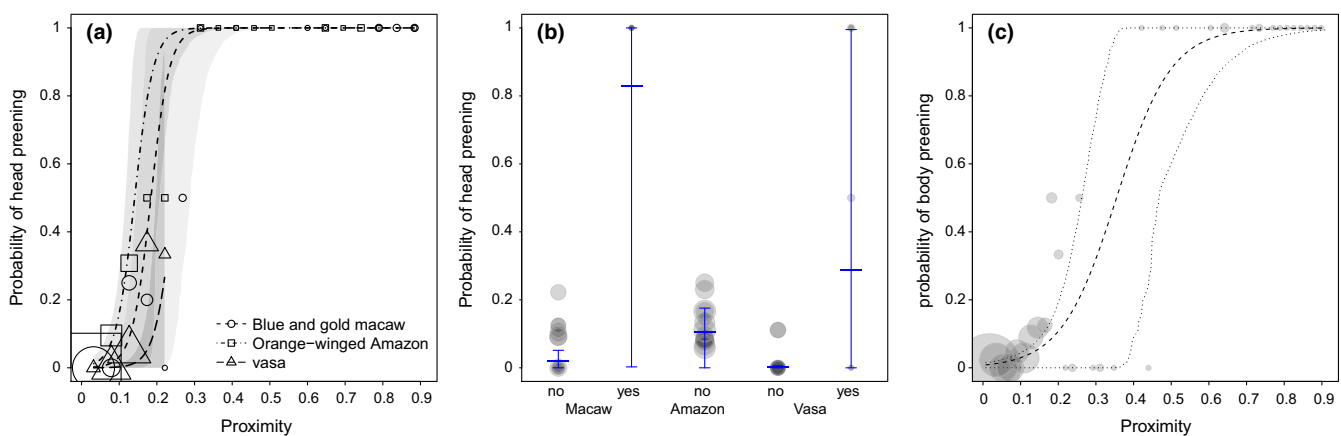 (a)
Probability of head preening
1
0.8
0.6
0.4
0.2
0
0 0.1 0.2 0.3 0.4 0.5 0.6 0.7 0.8 0.9
Proximity
Blue and gold macaw
Orange−winged Amazon
vasa
(b)
Probability of head preening
1
0.8
0.6
0.4
0.2
0
no yes no no yes
Macaw Amazon Vasa
(c)
probability of body preening
1
0.8
0.6
0.4
0.2
0
0 0.1 0.2 0.3 0.4 0.5 0.6 0.7 0.8 0.9
Proximity